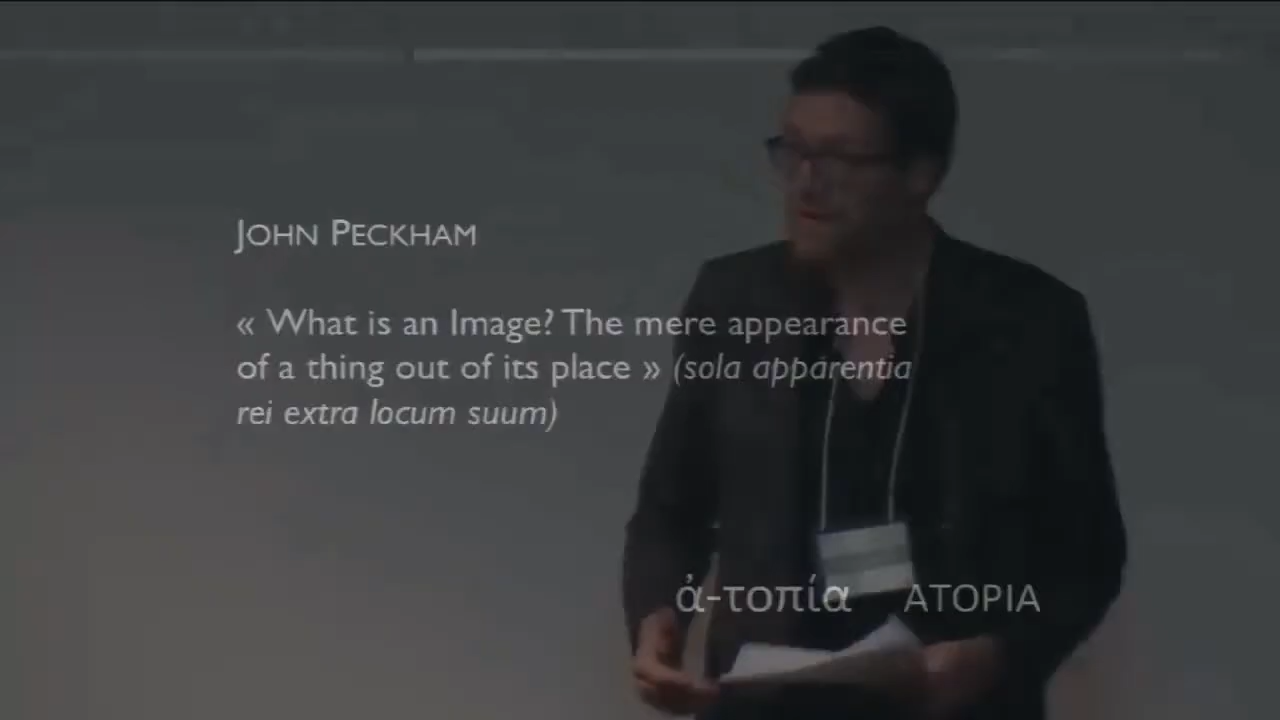 JOHN PECKHAM
« What is an Image? The mere appearance
of a thing out of its place » (sola apparentia
rei extra locum suum)
ἀ-τοπία ATOPIA